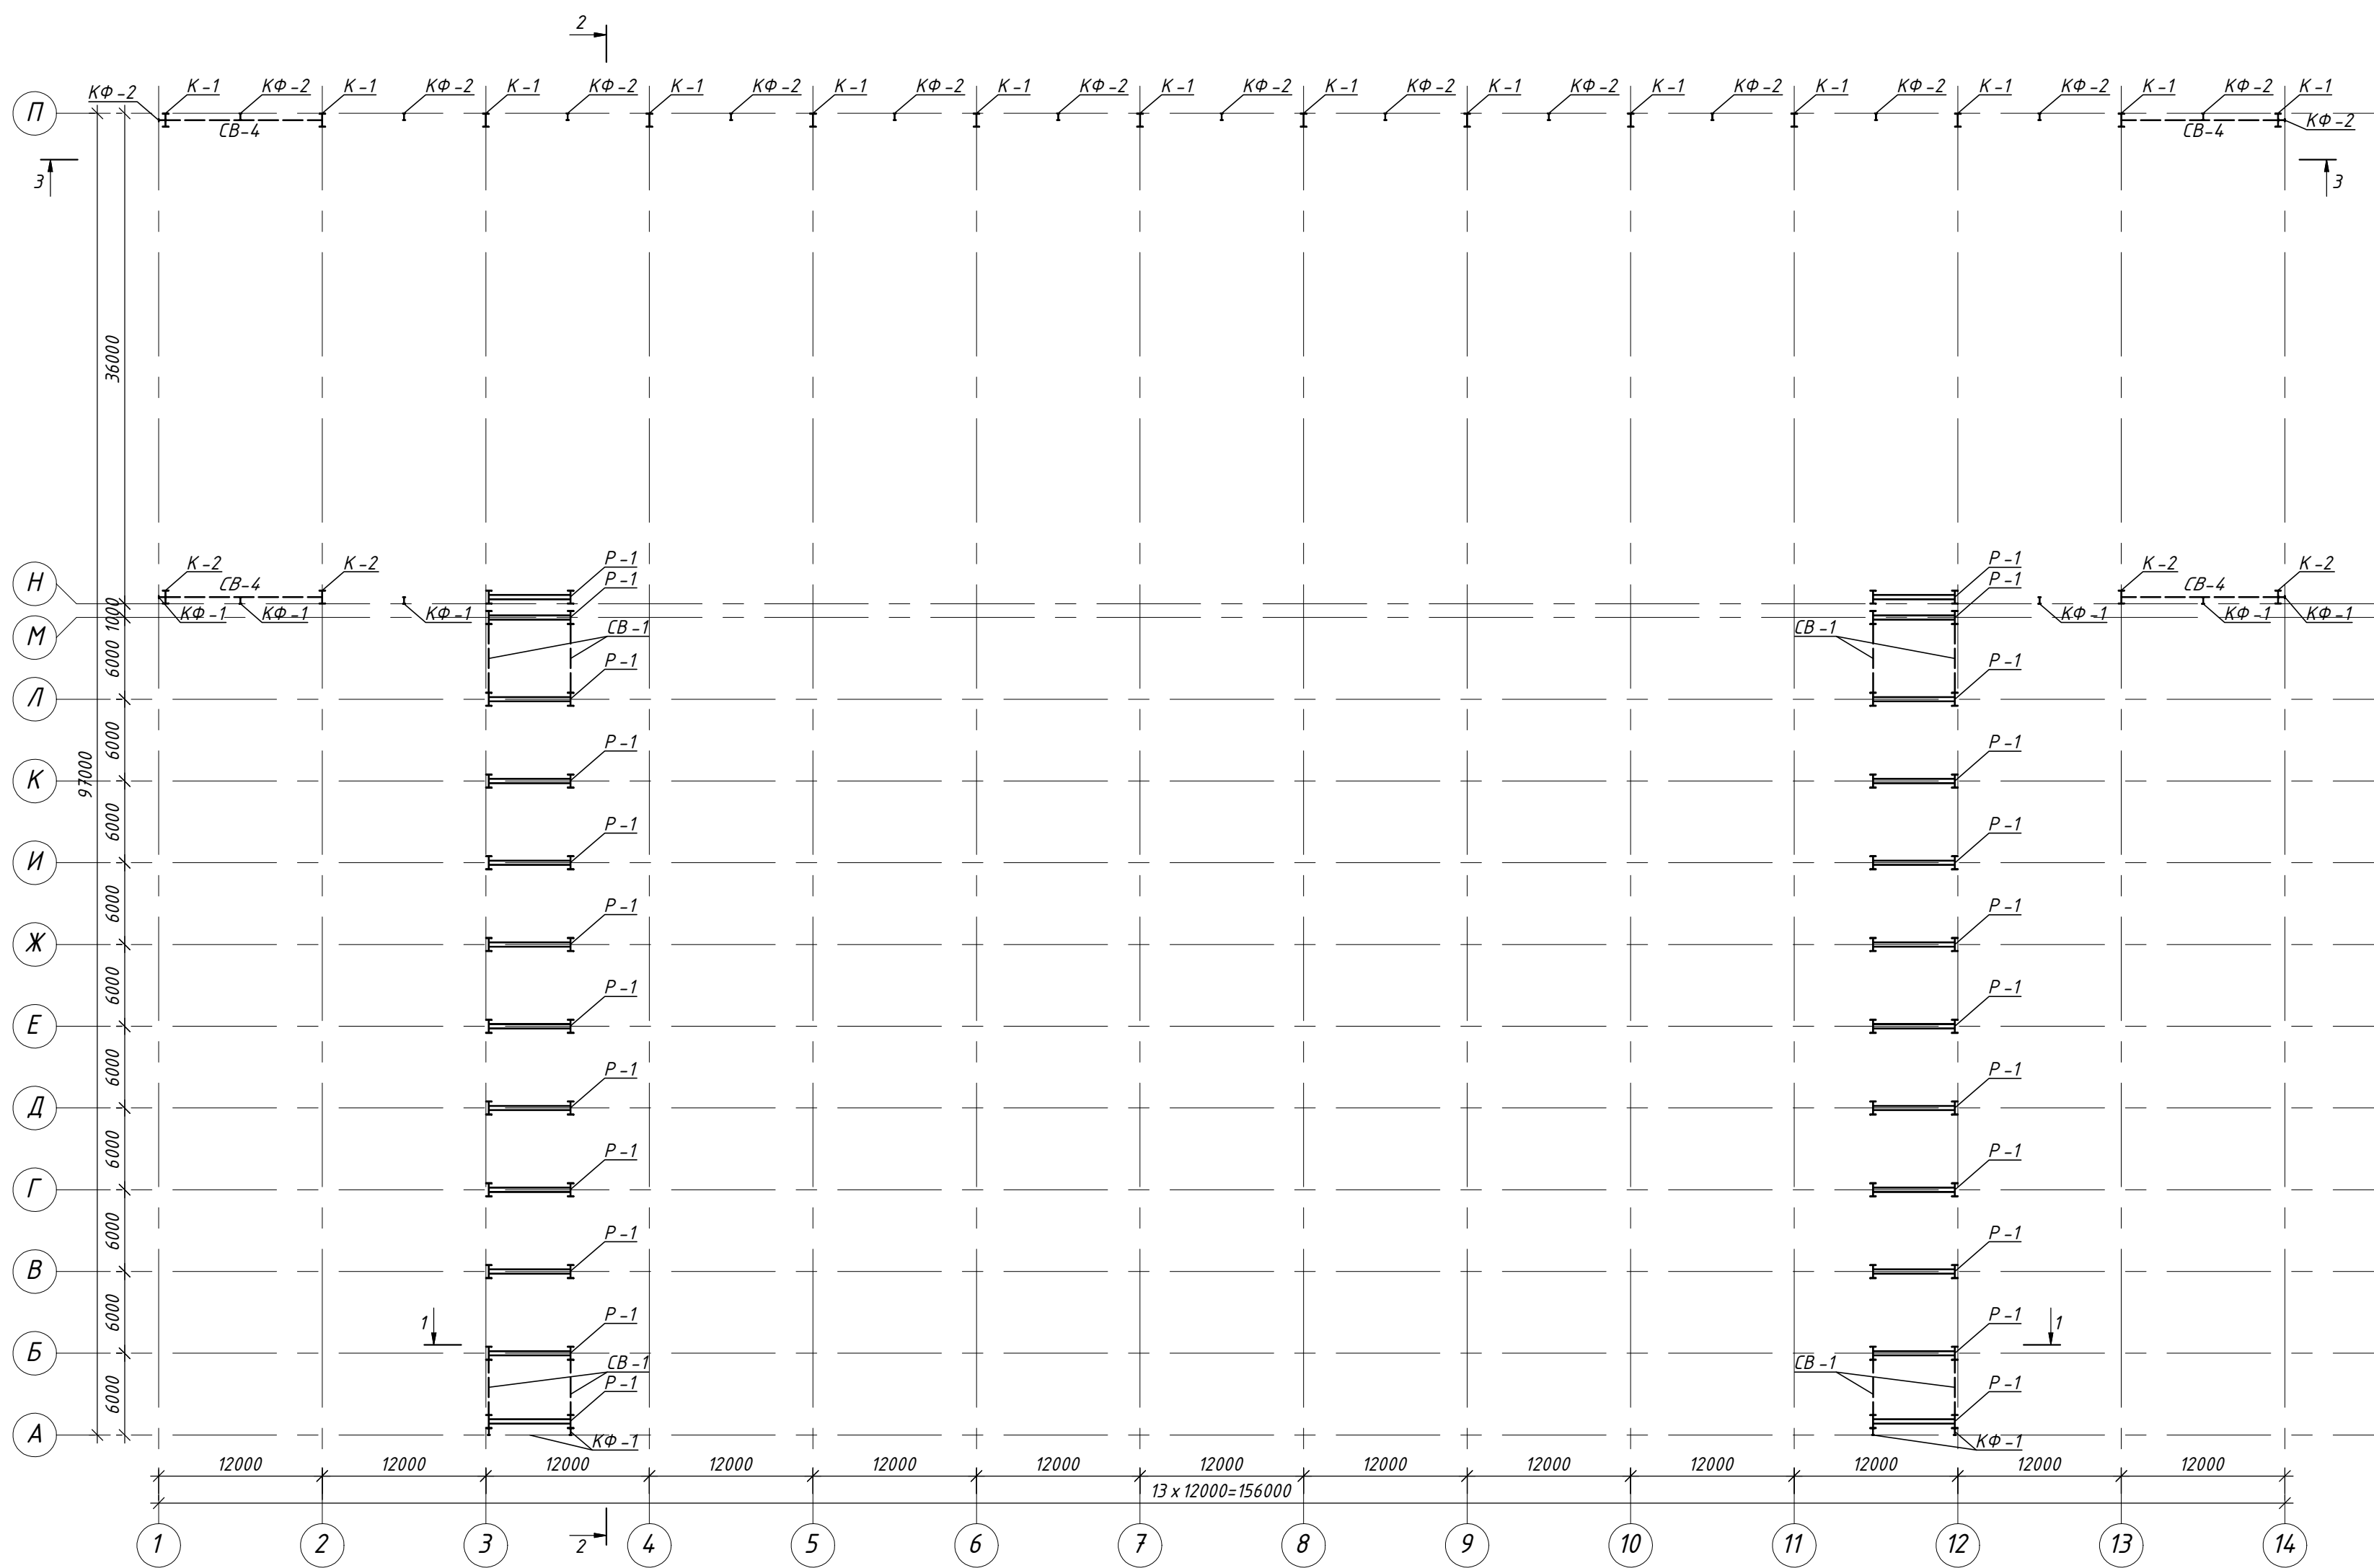 2
КФ-2 К-1 КФ-2 К-1 КФ-2 К-1 КФ-2 К-1 КФ-2 К-1 КФ-2 К-1 КФ-2 К-1 КФ-2 К-1 КФ-2 К-1 КФ-2 К-1 КФ-2 К-1 КФ-2 К-1 КФ-2 К-1 КФ-2 К-1
П
СВ-4 СВ-4 КФ-2
3 3
36000
Н К-2 СВ-4 К-2 Р-1 Р-1 К-2 СВ-4 К-2
Р-1 Р-1
1000 КФ-1 КФ-1 КФ-1 КФ-1 КФ-1 КФ-1
М СВ-1 СВ-1
6000 Р-1 Р-1
Л
6000 Р-1 Р-1
97000
К
6000 Р-1 Р-1
И
6000 Р-1 Р-1
Ж
6000 Р-1 Р-1
Е
6000 Р-1 Р-1
Д
6000 Р-1 Р-1
Г
6000 Р-1 Р-1
В
6000 1 Р-1 Р-1 1
Б
СВ-1 СВ-1
6000 Р-1 Р-1
А
КФ-1 КФ-1
12000 12000 12000 12000 12000 12000 12000 12000 12000 12000 12000 12000 12000
13 х 12000=156000
1 2 3 2 4 5 6 7 8 9 10 11 12 13 14